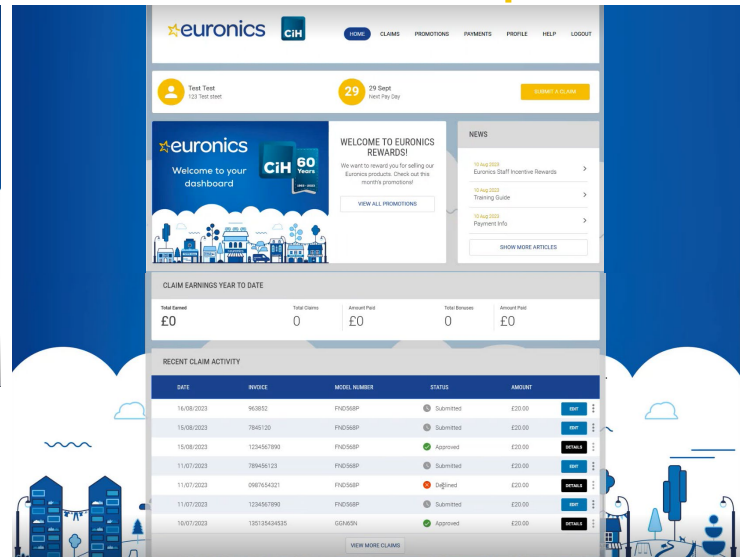 euronics CiH
HOME CLAIMS PROMOTIONS PAYMENTS PROFILE HELP LOGOUT
Test Test
123 Test steet
29
29 Sept
Next Pay Day
SUBMIT A CLAIM
euronics
CiH 60 Years
Welcome to your
dashboard
WELCOME TO EURONICS
REWARDS!
We want to reward you for selling our
Euronics products. Check out this
month's promotions!
VIEW ALL PROMOTIONS
NEWS
10 Aug 2023
Euronics Staff Incentive Rewards
10 Aug 2023
Training Guide
10 Aug 2023
Payment Info
SHOW MORE ARTICLES
CLAIM EARNINGS YEAR TO DATE
Total Earned Total Claims Amount Paid Total Bonuses Amount Paid
£0 0 £0 0 £0
RECENT CLAIM ACTIVITY
DATE INVOICE MODEL NUMBER STATUS AMOUNT
16/08/2023 963852 FND568P Submitted £20.00 EDIT
15/08/2023 7845120 FND568P Submitted £20.00 EDIT
15/08/2023 1234567890 FND568P Approved £20.00 DETAILS
11/07/2023 789456123 FND568P Submitted £20.00 EDIT
11/07/2023 0987654321 FND568P Declined £20.00 DETAILS
11/07/2023 1234567890 FND568P Submitted £20.00 EDIT
10/07/2023 135135434535 GGN65N Approved £20.00 DETAILS
VIEW MORE CLAIMS